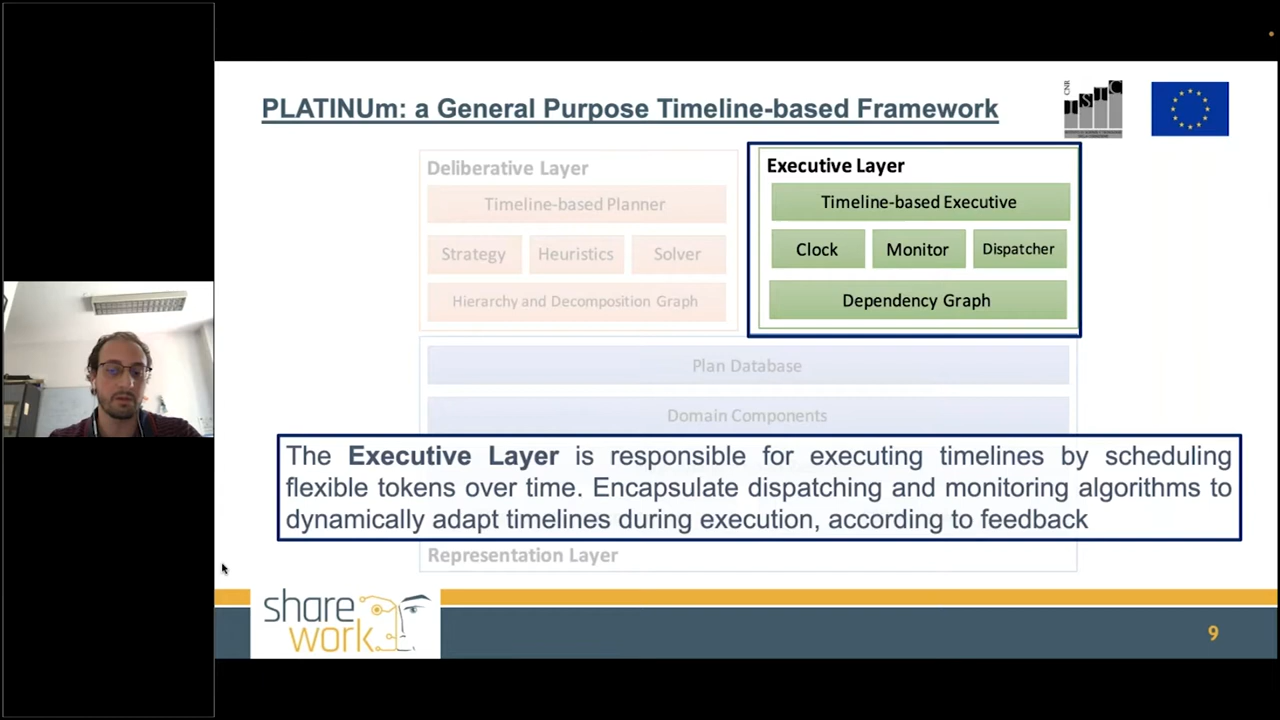 PLATINUm: a General Purpose Timeline-based Framework
CNR
ISTC
Deliberative Layer
Timeline-based Planner
Strategy
Heuristics
Solver
Hierarchy and Decomposition Graph
Executive Layer
Timeline-based Executive
Clock
Monitor
Dispatcher
Dependency Graph
Plan Database
Domain Components
The Executive Layer is responsible for executing timelines by scheduling
flexible tokens over time. Encapsulate dispatching and monitoring algorithms to
dynamically adapt timelines during execution, according to feedback
Representation Layer
share
work
9